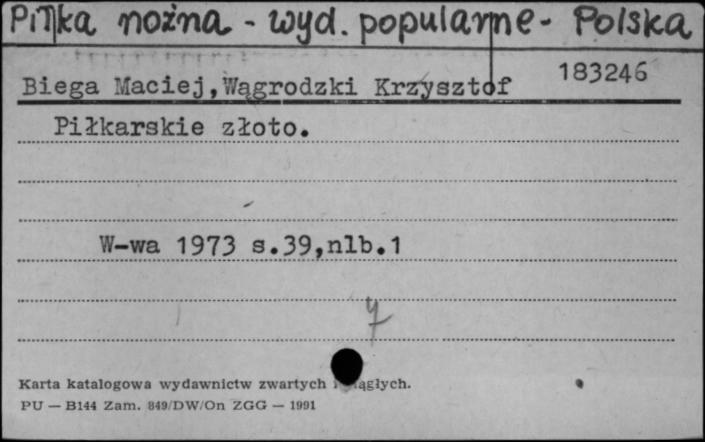 Piłka nożna - wyd. popularne - Polska
Biega Maciej, Wągrodzki Krzysztof 183246
Piłkarskie złoto.
W-wa 1973 s.39,nlb.1
Karta katalogowa wydawnictw zwartych i ciągłych.
PU — B144 Zam. 849/DW/On ZGG — 1991